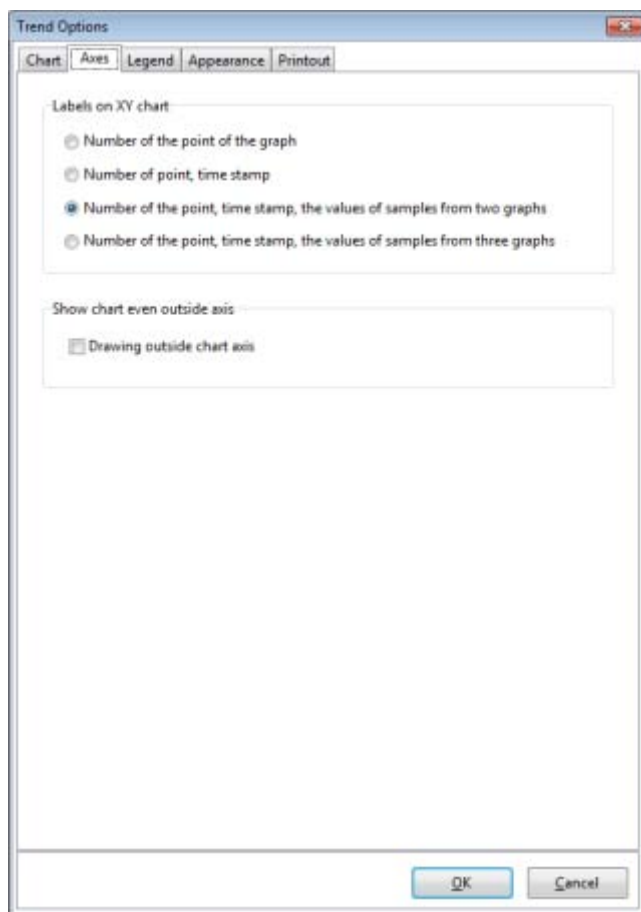 Trend Options
Chart Axes Legend Appearance Printout
Labels on XY chart
Number of the point of the graph
Number of point, time stamp
Number of the point, time stamp, the values of samples from two graphs
Number of the point, time stamp, the values of samples from three graphs
Show chart even outside axis
Drawing outside chart axis
OK Cancel